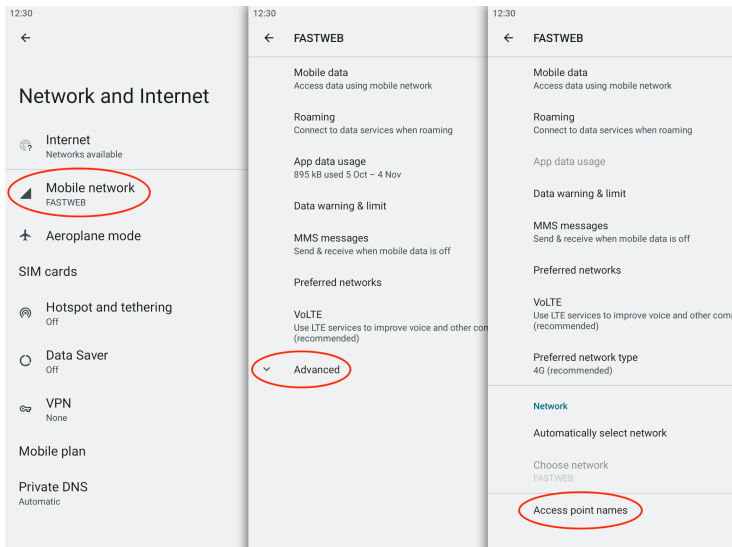 12:30
Network and Internet
Internet
Networks available
Mobile network
FASTWEB
Aeroplane mode
SIM cards
Hotspot and tethering
Off
Data Saver
Off
VPN
None
Mobile plan
Private DNS
Automatic
12:30
FASTWEB
Mobile data
Access data using mobile network
Roaming
Connect to data services when roaming
App data usage
895 kB used 5 Oct – 4 Nov
Data warning & limit
MMS messages
Send & receive when mobile data is off
Preferred networks
VoLTE
Use LTE services to improve voice and other con
(recommended)
Advanced
12:30
FASTWEB
Mobile data
Access data using mobile network
Roaming
Connect to data services when roaming
App data usage
Data warning & limit
MMS messages
Send & receive when mobile data is off
Preferred networks
VoLTE
Use LTE services to improve voice and other com
(recommended)
Preferred network type
4G (recommended)
Network
Automatically select network
Choose network
FASTWEB
Access point names